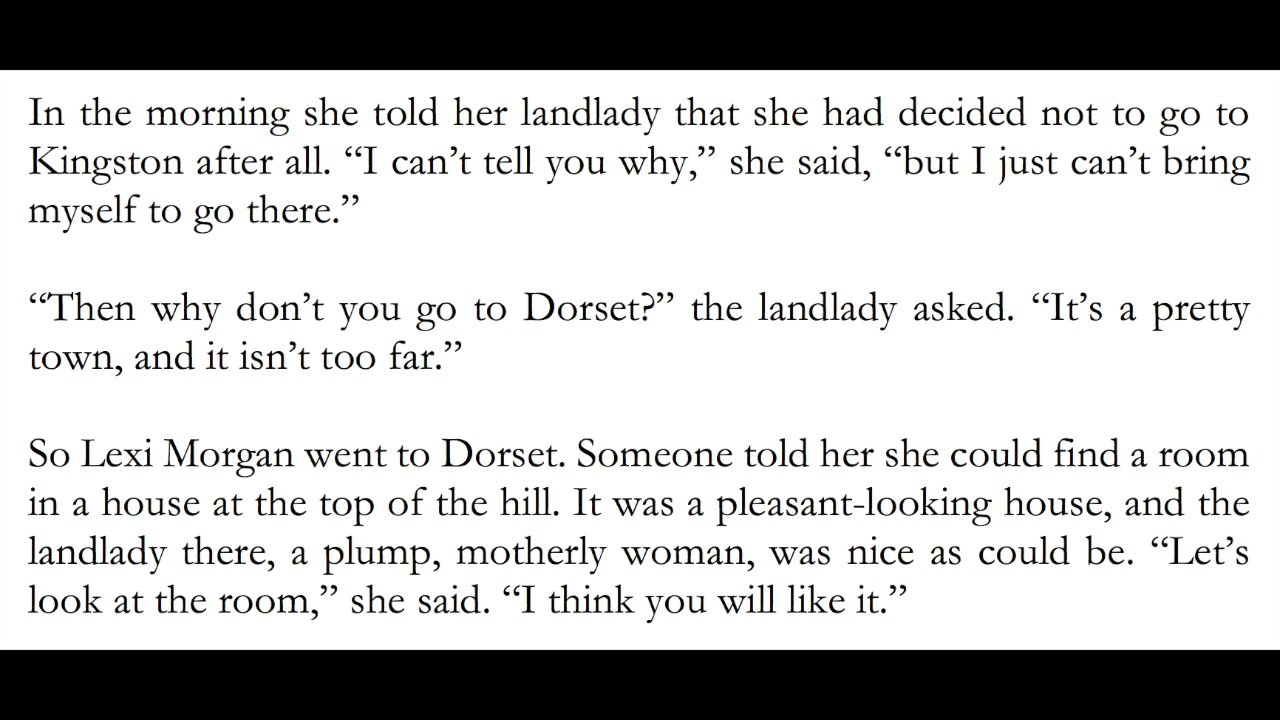 In the morning she told her landlady that she had decided not to go to
Kingston after all. “I can’t tell you why,” she said, “but I just can’t bring
myself to go there.”
“Then why don’t you go to Dorset?” the landlady asked. “It’s a pretty
town, and it isn’t too far.”
So Lexi Morgan went to Dorset. Someone told her she could find a room
in a house at the top of the hill. It was a pleasant-looking house, and the
landlady there, a plump, motherly woman, was nice as could be. “Let’s
look at the room,” she said. “I think you will like it.”